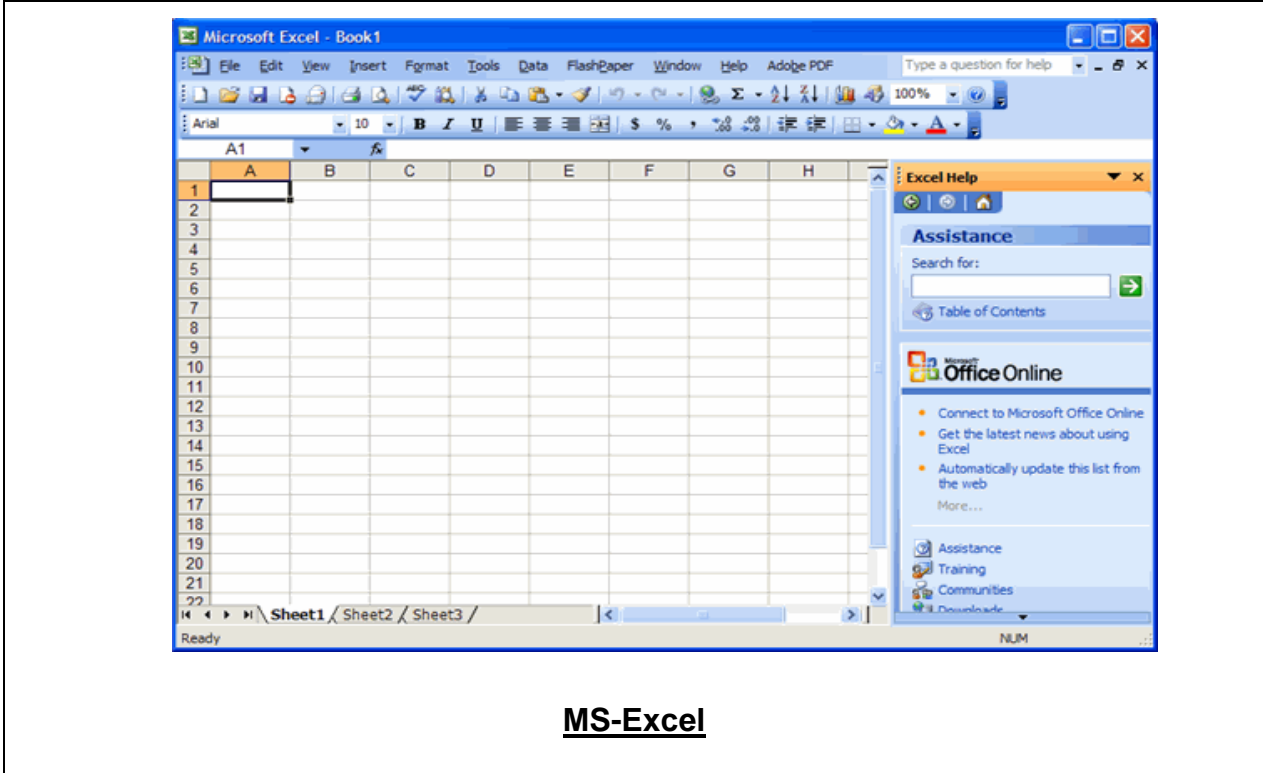 Microsoft Excel - Book1
File Edit View Insert Format Tools Data FlashPaper Window Help Adobe PDF Type a question for help
100%
Arial 10 B I U $ % ,
A1 fx
A B C D E F G H
Excel Help
1
2
3
4
5
6
7
8
9
10
11
12
13
14
15
16
17
18
19
20
21
22
Assistance
Search for:
Table of Contents
Microsoft
Office Online
Connect to Microsoft Office Online
Get the latest news about using
Excel
Automatically update this list from
the web
More...
Assistance
Training
Communities
Downloads
Sheet1 Sheet2 Sheet3
Ready NUM
MS-Excel